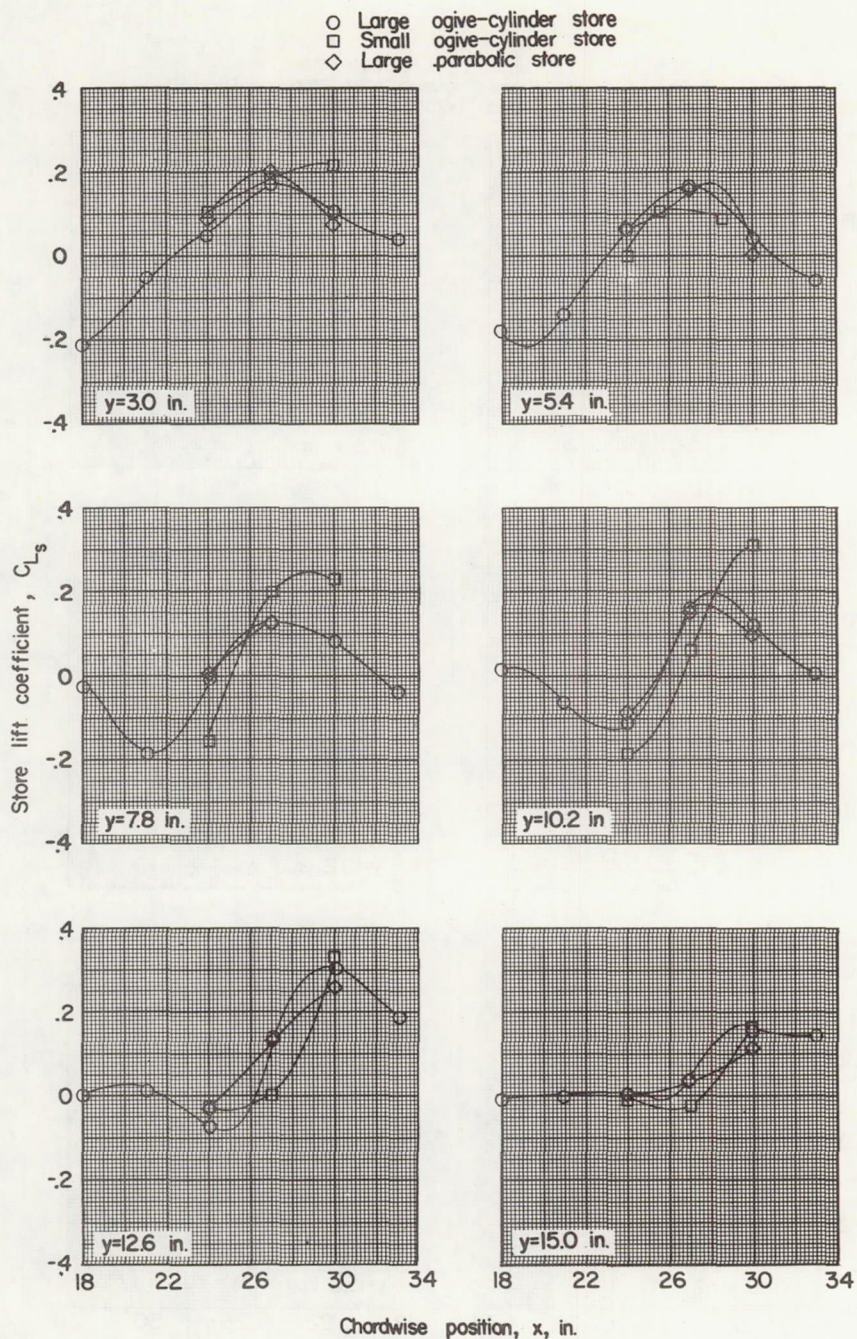 Large ogive-cylinder store
Small ogive-cylinder store
Large parabolic store
.4
.2
0
-.2
-.4
y=3.0 in.
y=5.4 in.
Store lift coefficient, CLs
.4
.2
0
-.2
-.4
y=7.8 in.
y=10.2 in
.4
.2
0
-.2
-.4
y=12.6 in.
y=15.0 in.
18 22 26 30 34
18 22 26 30 34
Chordwise position, x, in.